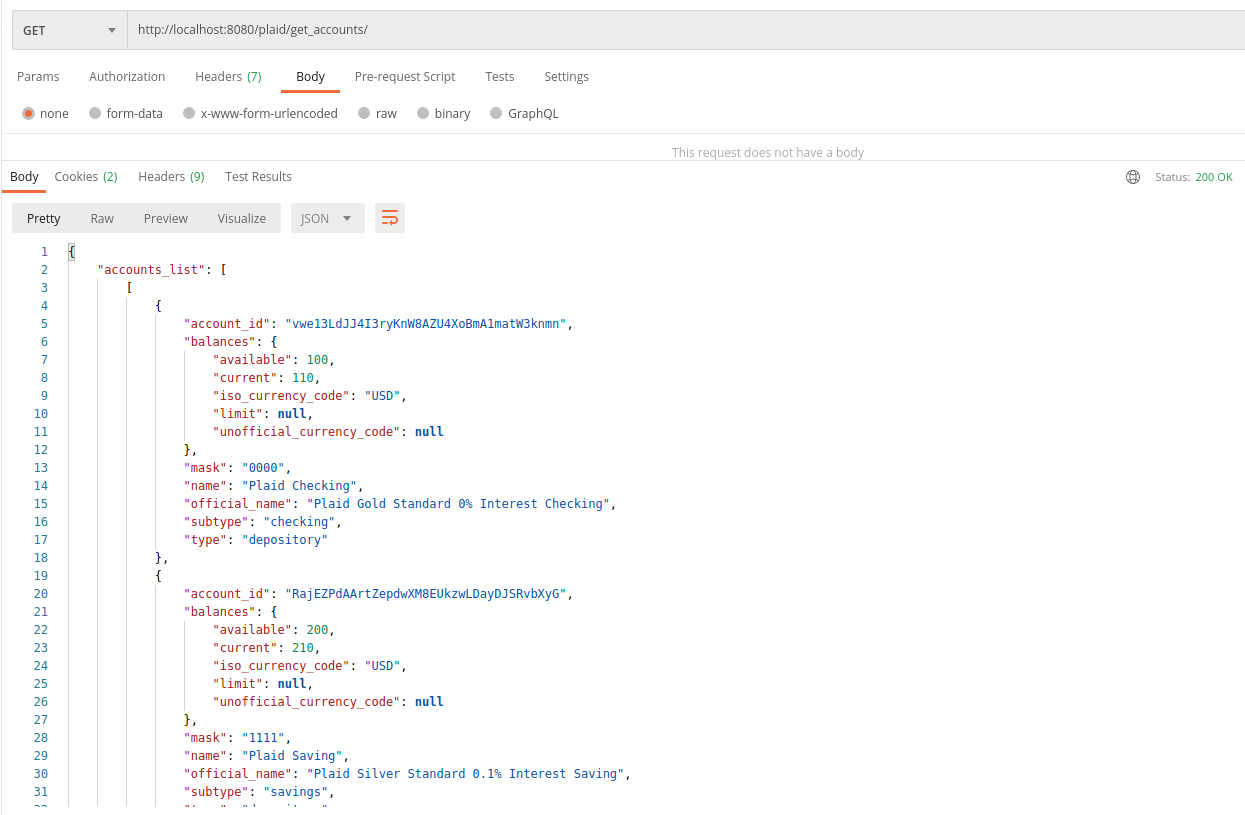 GET http://localhost:8080/plaid/get_accounts/
Params Authorization Headers (7) Body Pre-request Script Tests Settings
none form-data x-www-form-urlencoded raw binary GraphQL
This request does not have a body
Body Cookies (2) Headers (9) Test Results Status: 200 OK
Pretty Raw Preview Visualize JSON
1 {
2 "accounts_list": [
3 [
4 {
5 "account_id": "vwe13LdJJ4I3ryKnW8AZU4XoBmA1matW3knmn",
6 "balances": {
7 "available": 100,
8 "current": 110,
9 "iso_currency_code": "USD",
10 "limit": null,
11 "unofficial_currency_code": null
12 },
13 "mask": "0000",
14 "name": "Plaid Checking",
15 "official_name": "Plaid Gold Standard 0% Interest Checking",
16 "subtype": "checking",
17 "type": "depository"
18 },
19 {
20 "account_id": "RajEZPdAArtZepdwXM8EUkzwLDayDJSRvbXyG",
21 "balances": {
22 "available": 200,
23 "current": 210,
24 "iso_currency_code": "USD",
25 "limit": null,
26 "unofficial_currency_code": null
27 },
28 "mask": "1111",
29 "name": "Plaid Saving",
30 "official_name": "Plaid Silver Standard 0.1% Interest Saving",
31 "subtype": "savings",